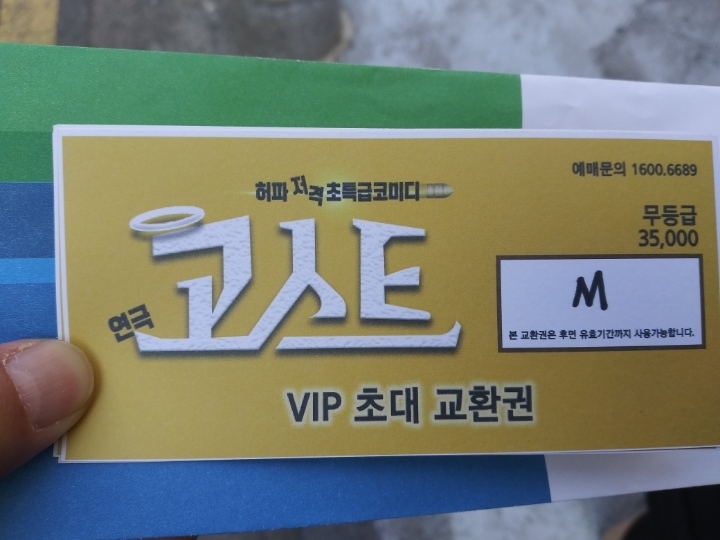 예매문의 1600.6689
허파 저격 초특급코미디
무등급
35,000
연극
고스트
M
본 교환권은 후면 유효기간까지 사용가능합니다.
VIP 초대 교환권